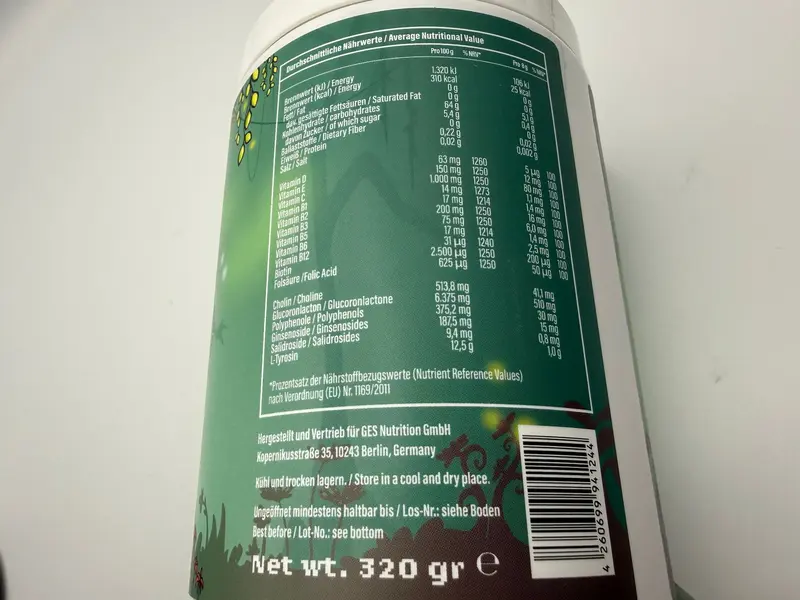 Durchschnittliche Nährwerte / Average Nutritional Value
Pro 100 g % NRV* Pro 8 g % NRV*
Brennwert (kJ) / Energy 1.320 kJ 106 kJ
Brennwert (kcal) / Energy 310 kcal 25 kcal
Fett / Fat 0 g 0 g
dav. gesättigte Fettsäuren / Saturated Fat 0 g 0 g
Kohlenhydrate / carbohydrates 64 g 5,1 g
davon Zucker / of which sugar 5,4 g 0,4 g
Ballaststoffe / Dietary Fiber 0 g 0 g
Eiweiß / Protein 0,22 g 0,02 g
Salz / Salt 0,02 g 0,002 g
Vitamin D 63 mg 1260 5 µg 100
Vitamin E 150 mg 1250 12 mg 100
Vitamin C 1.000 mg 1250 80 mg 100
Vitamin B1 14 mg 1273 1,1 mg 100
Vitamin B2 17 mg 1214 1,4 mg 100
Vitamin B3 200 mg 1250 16 mg 100
Vitamin B5 75 mg 1250 6,0 mg 100
Vitamin B6 17 mg 1214 1,4 mg 100
Vitamin B12 31 µg 1240 2,5 mg 100
Biotin 2.500 µg 1250 200 µg 100
Folsäure /Folic Acid 625 µg 1250 50 µg 100
Cholin / Choline 513,8 mg 41,1 mg
Glucoronlacton / Glucoronlactone 6.375 mg 510 mg
Polyphenole / Polyphenols 375,2 mg 30 mg
Ginsenoside / Ginsenosides 187,5 mg 15 mg
Salidroside / Salidrosides 9,4 mg 0,8 mg
L-Tyrosin 12,5 g 1,0 g
*Prozentsatz der Nährstoffbezugswerte (Nutrient Reference Values)
nach Verordnung (EU) Nr. 1169/2011
Hergestellt und Vertrieb für GES Nutrition GmbH
Kopernikusstraße 35, 10243 Berlin, Germany
Kühl und trocken lagern. / Store in a cool and dry place.
Ungeöffnet mindestens haltbar bis / Los-Nr.: siehe Boden
Best before / Lot-No.: see bottom
Net wt. 320 gr ℮
4 260699 941244